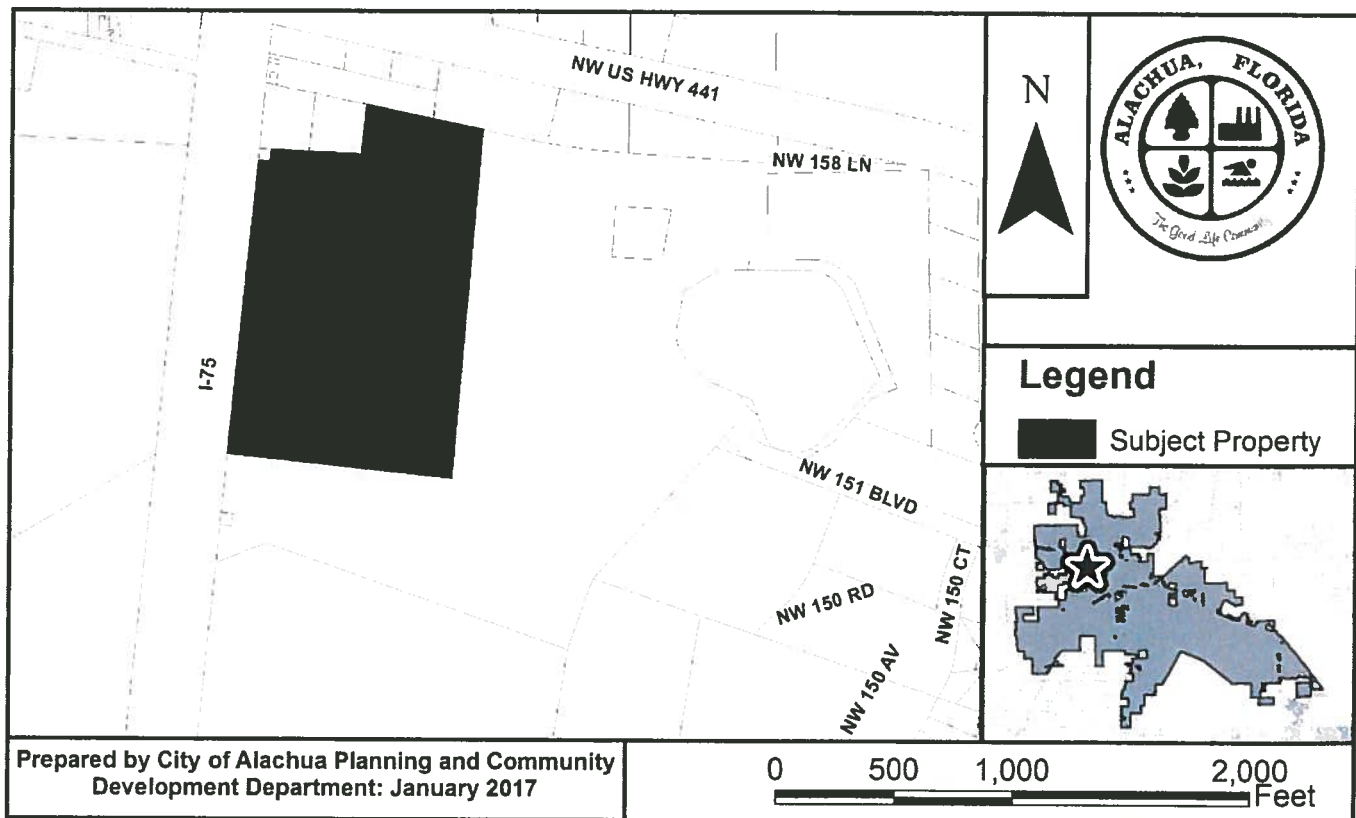 NW US HWY 441
NW 158 LN
I-75
NW 151 BLVD
NW 150 RD
NW 150 CT
NW 150 AV
N
ALACHUA, FLORIDA
The Good Life Community
Legend
Subject Property
Prepared by City of Alachua Planning and Community
Development Department: January 2017
0 500 1,000 2,000
Feet